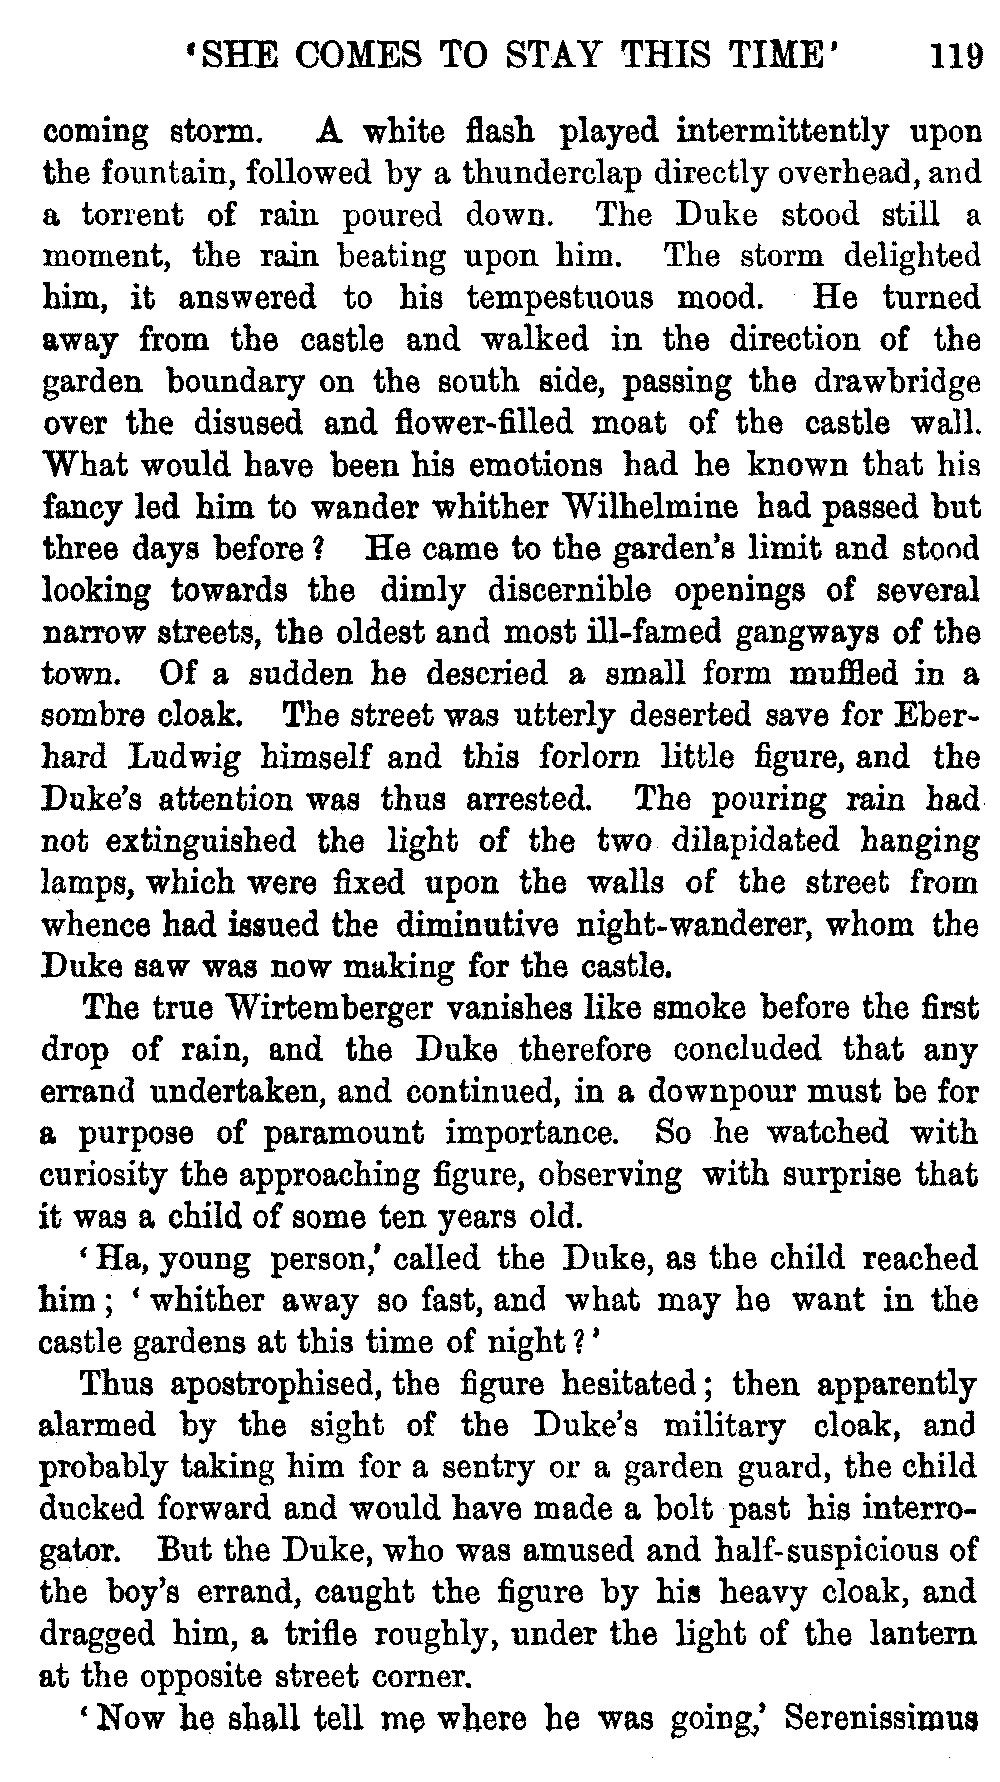 'SHE COMES TO STAY THIS TIME' 119
coming storm. A white flash played intermittently upon
the fountain, followed by a thunderclap directly overhead, and
a torrent of rain poured down. The Duke stood still a
moment, the rain beating upon him. The storm delighted
him, it answered to his tempestuous mood. He turned
away from the castle and walked in the direction of the
garden boundary on the south side, passing the drawbridge
over the disused and flower-filled moat of the castle wall.
What would have been his emotions had he known that his
fancy led him to wander whither Wilhelmine had passed but
three days before? He came to the garden's limit and stood
looking towards the dimly discernible openings of several
narrow streets, the oldest and most ill-famed gangways of the
town. Of a sudden he descried a small form muffled in a
sombre cloak. The street was utterly deserted save for Eber-
hard Ludwig himself and this forlorn little figure, and the
Duke's attention was thus arrested. The pouring rain had
not extinguished the light of the two dilapidated hanging
lamps, which were fixed upon the walls of the street from
whence had issued the diminutive night-wanderer, whom the
Duke saw was now making for the castle.
The true Wirtemberger vanishes like smoke before the first
drop of rain, and the Duke therefore concluded that any
errand undertaken, and continued, in a downpour must be for
a purpose of paramount importance. So he watched with
curiosity the approaching figure, observing with surprise that
it was a child of some ten years old.
'Ha, young person,' called the Duke, as the child reached
him; 'whither away so fast, and what may he want in the
castle gardens at this time of night?'
Thus apostrophised, the figure hesitated; then apparently
alarmed by the sight of the Duke's military cloak, and
probably taking him for a sentry or a garden guard, the child
ducked forward and would have made a bolt past his interro-
gator. But the Duke, who was amused and half-suspicious of
the boy's errand, caught the figure by his heavy cloak, and
dragged him, a trifle roughly, under the light of the lantern
at the opposite street corner.
'Now he shall tell me where he was going,' Serenissimus